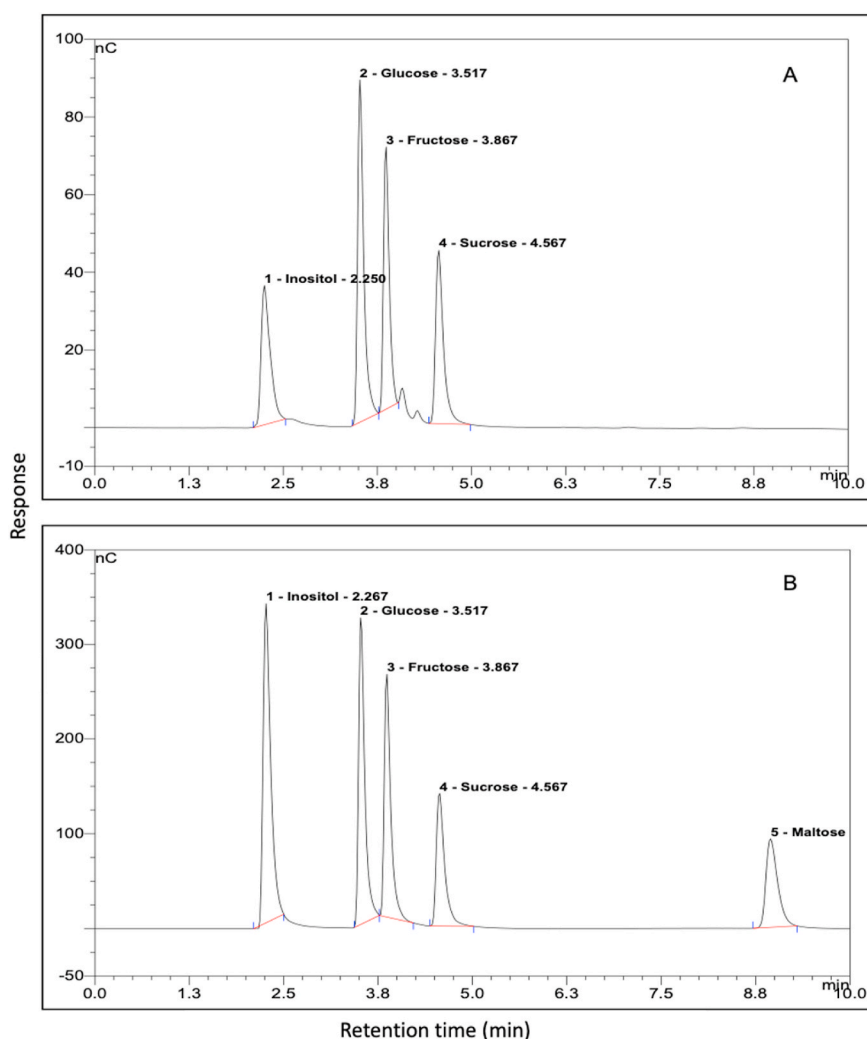 100
nC
A
2 - Glucose - 3.517
80
3 - Fructose - 3.867
60
4 - Sucrose - 4.567
40
1 - Inositol - 2.250
20
-10
min
0.0 1.3 2.5 3.8 5.0 6.3 7.5 8.8 10.0
Response
400
nC
B
1 - Inositol - 2.267
2 - Glucose - 3.517
300
3 - Fructose - 3.867
200
4 - Sucrose - 4.567
100
5 - Maltose
-50
min
0.0 1.3 2.5 3.8 5.0 6.3 7.5 8.8 10.0
Retention time (min)